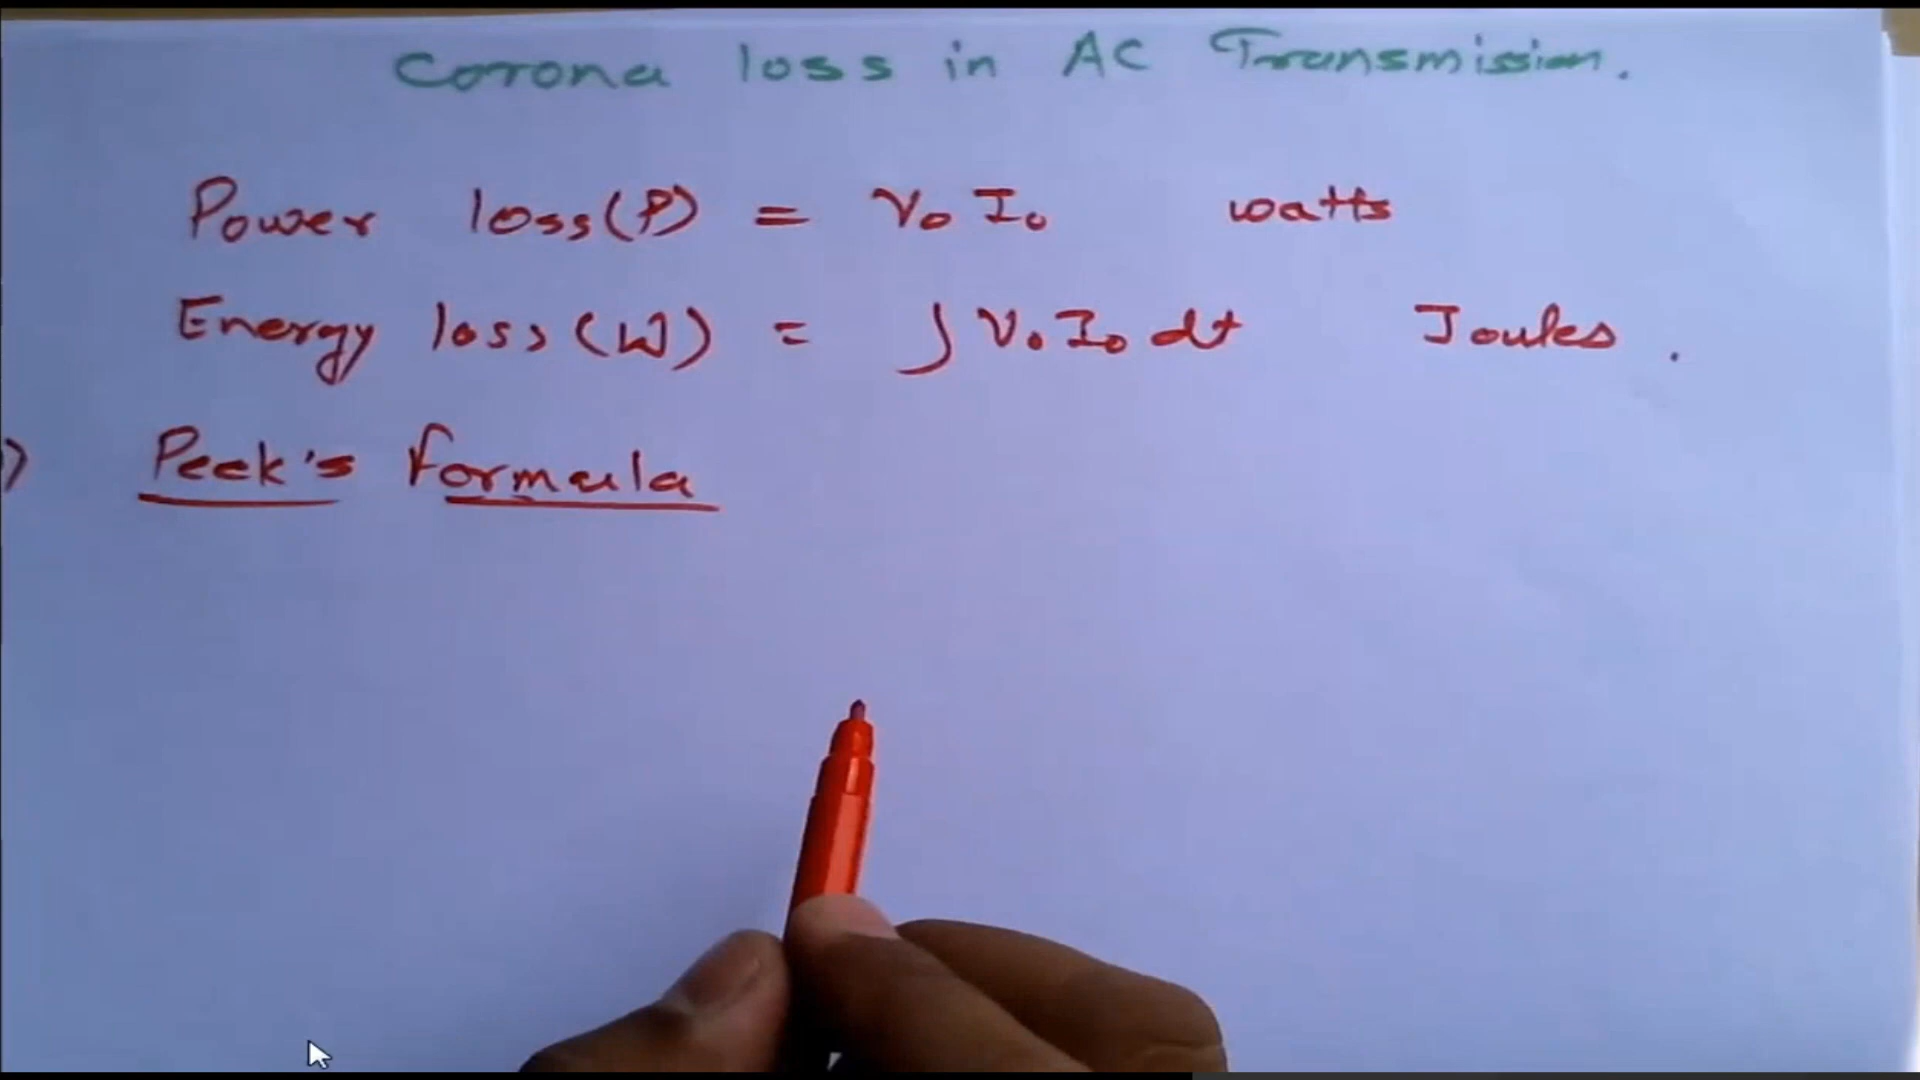 Corona loss in AC Transmission.
Power loss(P) = V₀ I₀ watts
Energy loss(W) = ∫ V₀ I₀ dt Joules.
) Peek's Formula